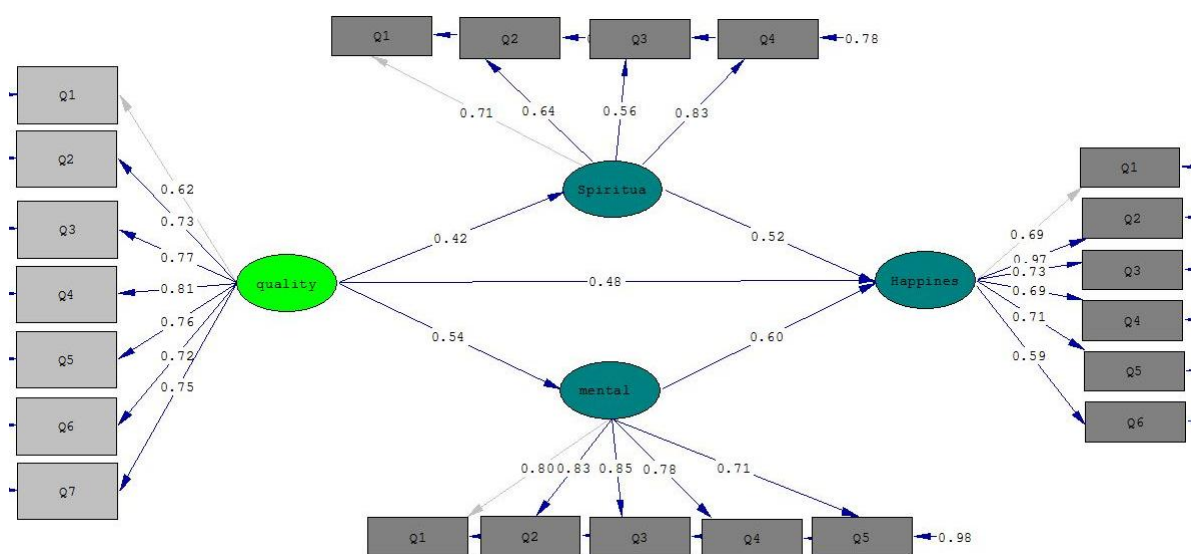 Q1
Q2
Q3
Q4
0.78
Q1
Q2
Q3
Q4
Q5
Q6
Q7
0.62
0.73
0.77
0.81
0.76
0.72
0.75
0.71
0.64
0.56
0.83
Spiritua
quality
0.42
0.52
0.48
0.54
0.60
Happines
mental
0.69
0.97
0.73
0.69
0.71
0.59
Q1
Q2
Q3
Q4
Q5
Q6
0.80
0.83
0.85
0.78
0.71
Q1
Q2
Q3
Q4
Q5
0.98